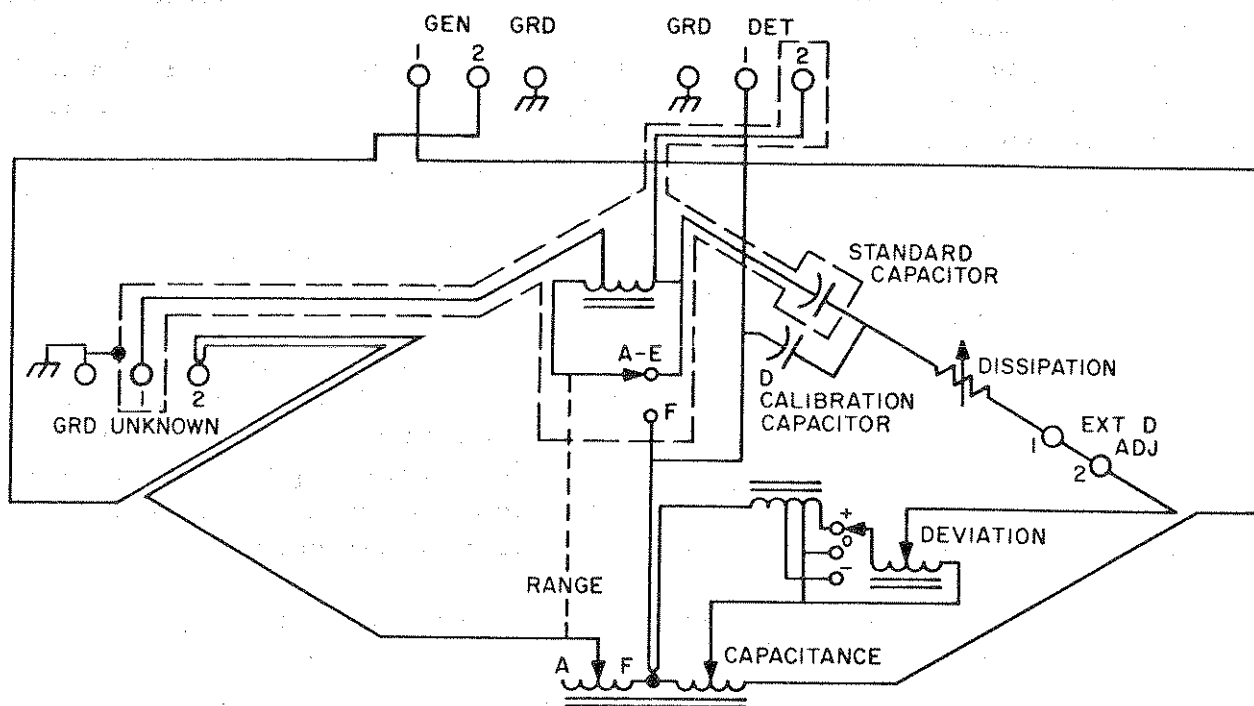 GEN GRD GRD DET
1 2 1 2
STANDARD
CAPACITOR
A-E
DISSIPATION
D
CALIBRATION
CAPACITOR
F
1 2
GRD UNKNOWN
EXT D
ADJ
1
2
+
0
-
DEVIATION
RANGE
CAPACITANCE
A F